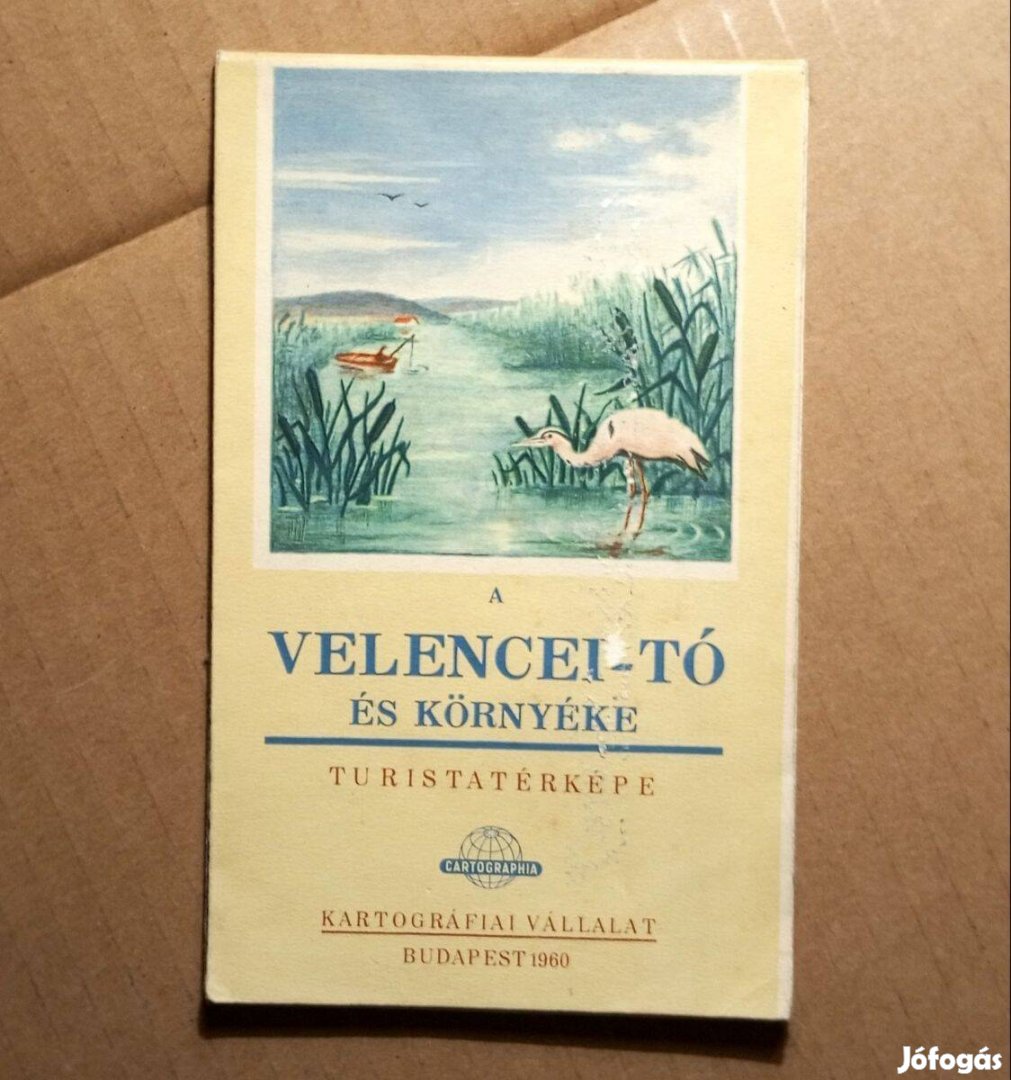 A
VELENCEI-TÓ
ÉS KÖRNYÉKE
TURISTATÉRKÉPE
CARTOGRAPHIA
KARTOGRÁFIAI VÁLLALAT
BUDAPEST 1960
Jófogás